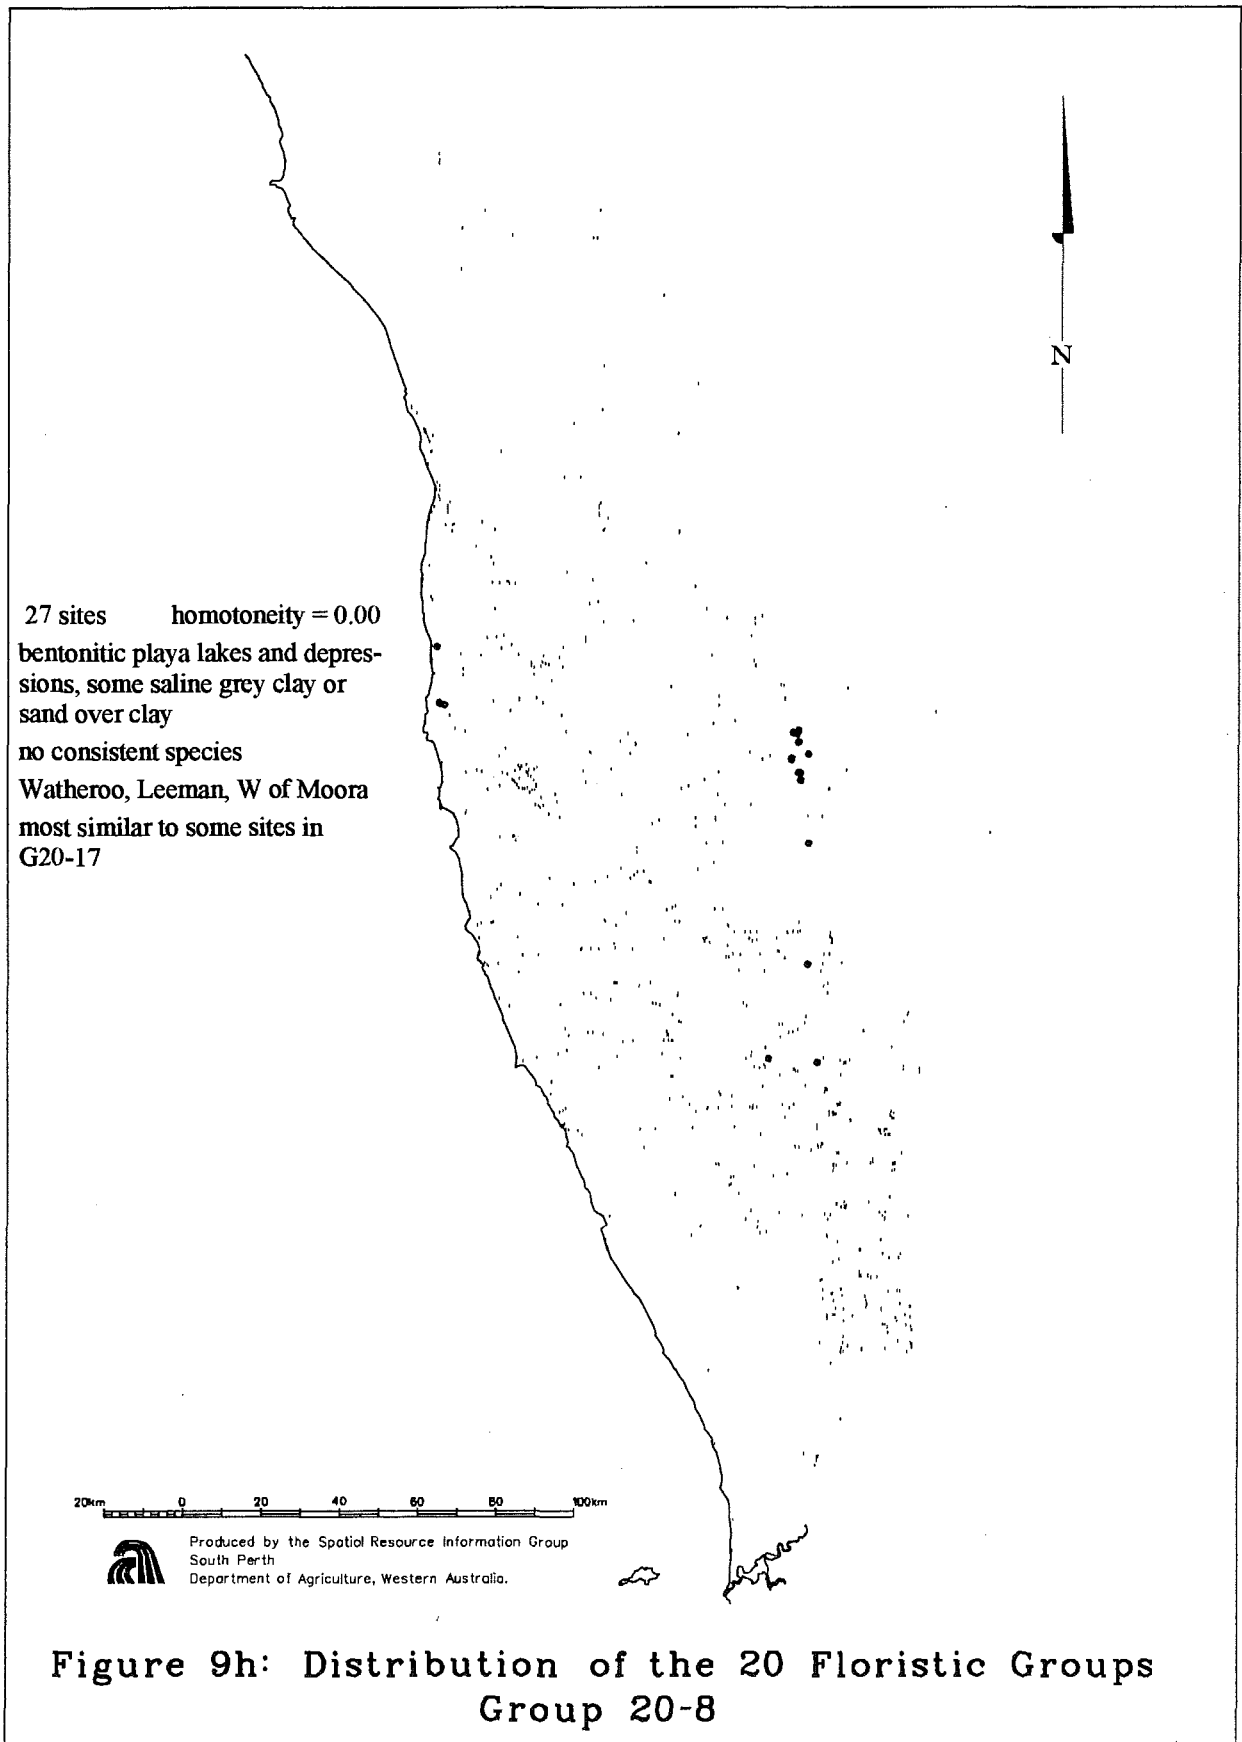 N
27 sites homotoneity = 0.00
bentonitic playa lakes and depres-
sions, some saline grey clay or
sand over clay
no consistent species
Watheroo, Leeman, W of Moora
most similar to some sites in
G20-17
20km 0 20 40 60 80 100km
Produced by the Spatial Resource Information Group
South Perth
Department of Agriculture, Western Australia.
Figure 9h: Distribution of the 20 Floristic Groups
Group 20-8